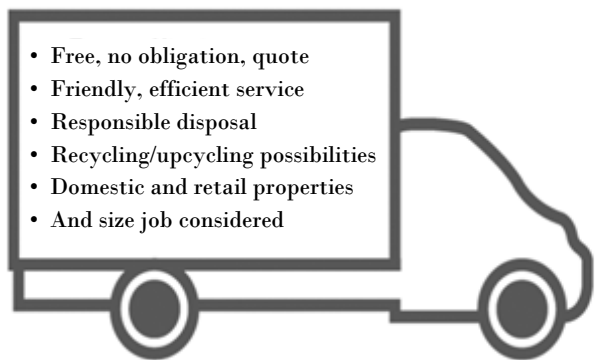 • Free, no obligation, quote
• Friendly, efficient service
• Responsible disposal
• Recycling/upcycling possibilities
• Domestic and retail properties
• And size job considered